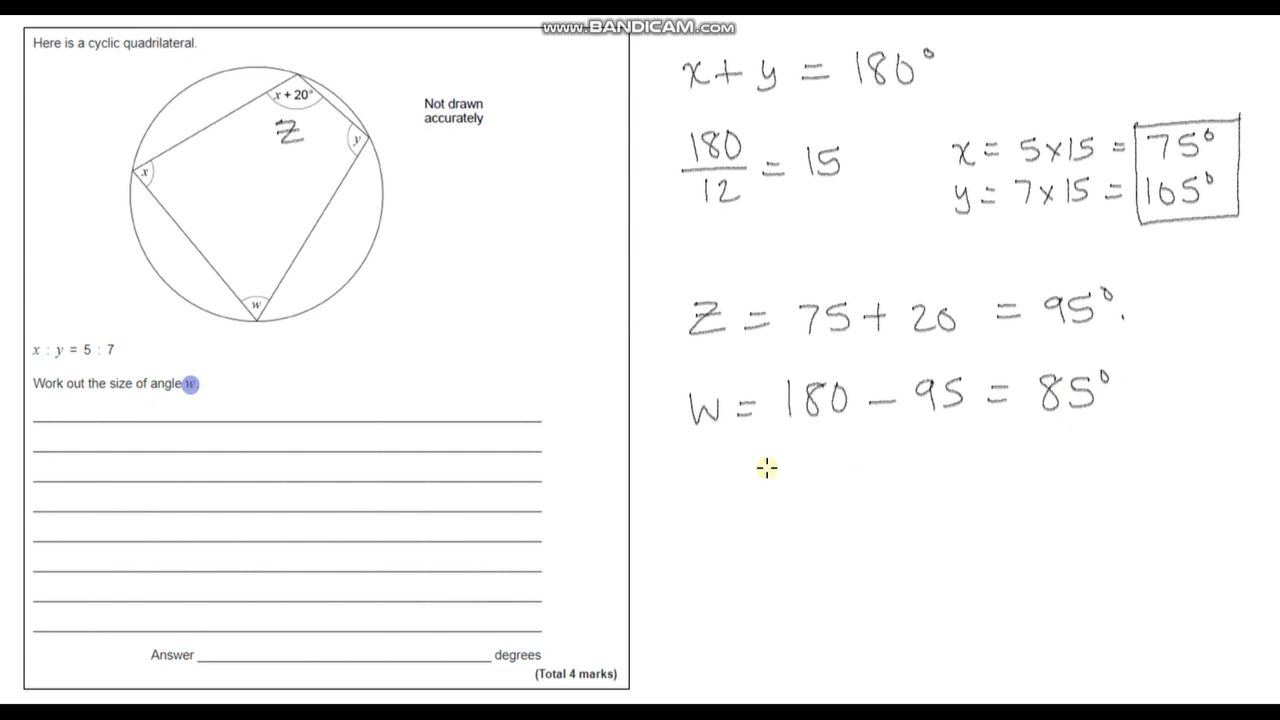 www.BANDICAM.com
Here is a cyclic quadrilateral.
x + 20°
Not drawn
accurately
Z
y
x
w
x : y = 5 : 7
Work out the size of angle w.
Answer degrees
(Total 4 marks)
x + y = 180°
180/12 = 15
x = 5 × 15 = 75°
y = 7 × 15 = 105°
Z = 75 + 20 = 95°.
W = 180 - 95 = 85°